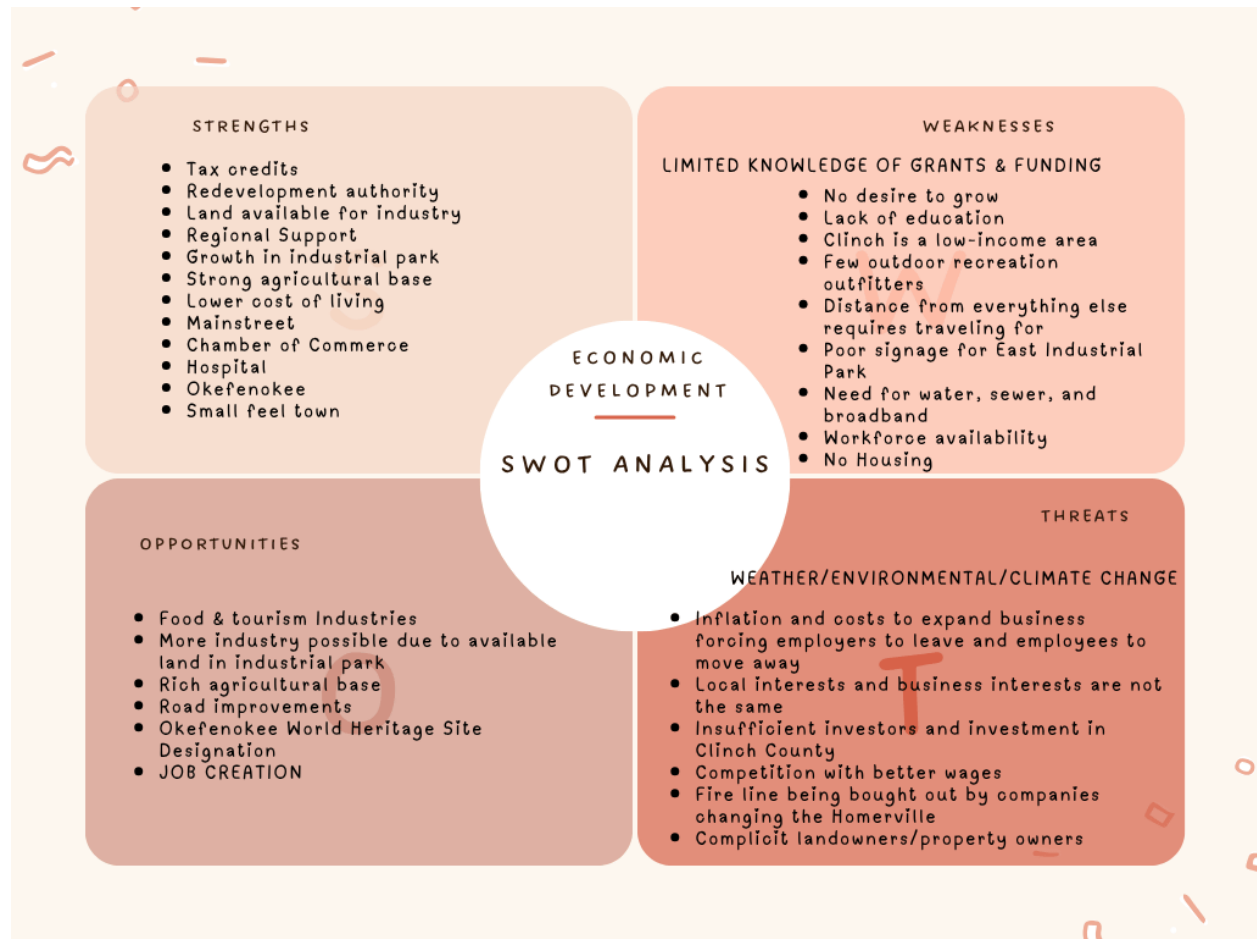 STRENGTHS
Tax credits
Redevelopment authority
Land available for industry
Regional Support
Growth in industrial park
Strong agricultural base
Lower cost of living
Mainstreet
Chamber of Commerce
Hospital
Okefenokee
Small feel town
S
WEAKNESSES
LIMITED KNOWLEDGE OF GRANTS & FUNDING
No desire to grow
Lack of education
Clinch is a low-income area
Few outdoor recreation
outfitters
Distance from everything else
requires traveling for
Poor signage for East Industrial
Park
Need for water, sewer, and
broadband
Workforce availability
No Housing
W
ECONOMIC
DEVELOPMENT
SWOT ANALYSIS
OPPORTUNITIES
Food & tourism Industries
More industry possible due to available
land in industrial park
Rich agricultural base
Road improvements
Okefenokee World Heritage Site
Designation
JOB CREATION
O
THREATS
WEATHER/ENVIRONMENTAL/CLIMATE CHANGE
Inflation and costs to expand business
forcing employers to leave and employees to
move away
Local interests and business interests are not
the same
Insufficient investors and investment in
Clinch County
Competition with better wages
Fire line being bought out by companies
changing the Homerville
Complicit landowners/property owners
T